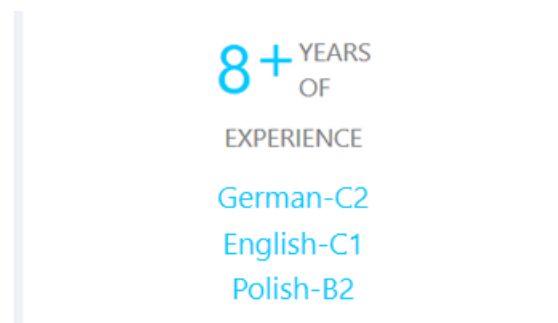 8+ YEARS
OF
EXPERIENCE
German-C2
English-C1
Polish-B2